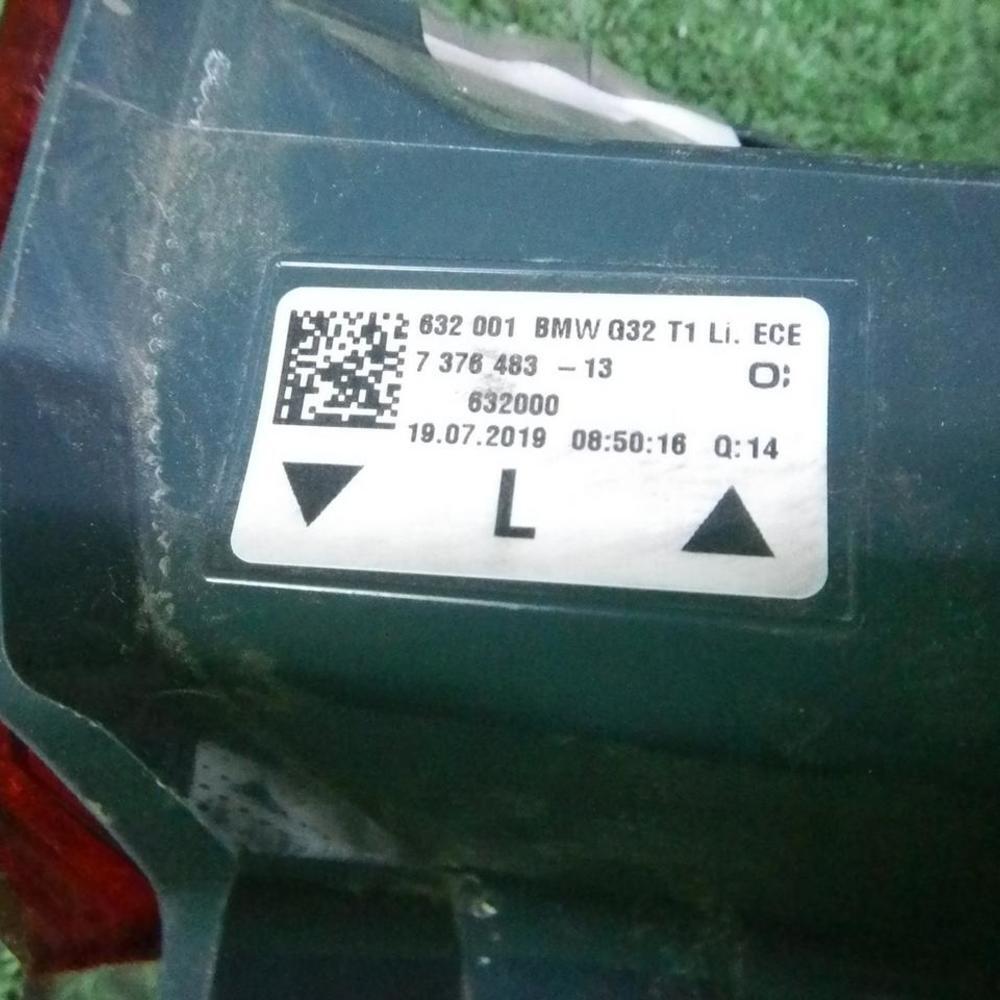 632 001 BMW G32 T1 Li. ECE
7 376 483 - 13
O:
632000
19.07.2019 08:50:16 Q:14
L